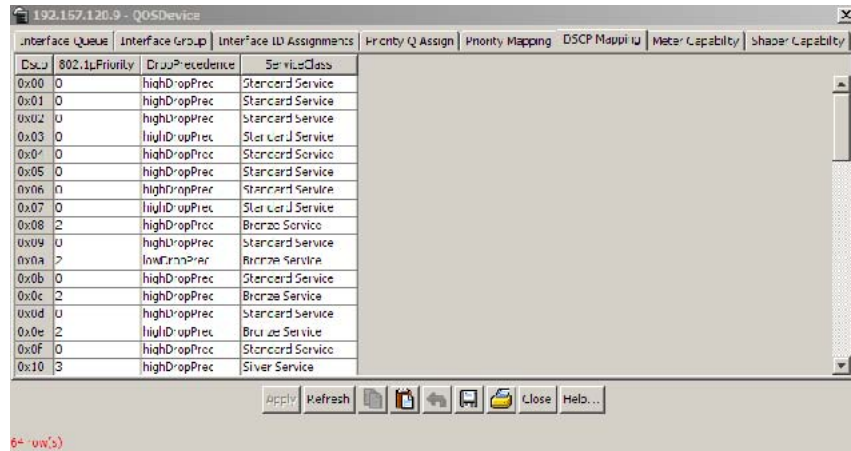 192.167.120.9 - QOSDevice
Interface Queue Interface Group Interface ID Assignments Priority Q Assign Priority Mapping DSCP Mapping Meter Capability Shaper Capability
Dscp 802.1pPriority DropPrecedence ServiceClass
0x00 0 highDropPrec Standard Service
0x01 0 highDropPrec Standard Service
0x02 0 highDropPrec Standard Service
0x03 0 highDropPrec Standard Service
0x04 0 highDropPrec Standard Service
0x05 0 highDropPrec Standard Service
0x06 0 highDropPrec Standard Service
0x07 0 highDropPrec Standard Service
0x08 2 highDropPrec Bronze Service
0x09 0 highDropPrec Standard Service
0x0a 2 lowDropPrec Bronze Service
0x0b 0 highDropPrec Standard Service
0x0c 2 highDropPrec Bronze Service
0x0d 0 highDropPrec Standard Service
0x0e 2 highDropPrec Bronze Service
0x0f 0 highDropPrec Standard Service
0x10 3 highDropPrec Silver Service
Apply Refresh Close Help...
64 row(s)